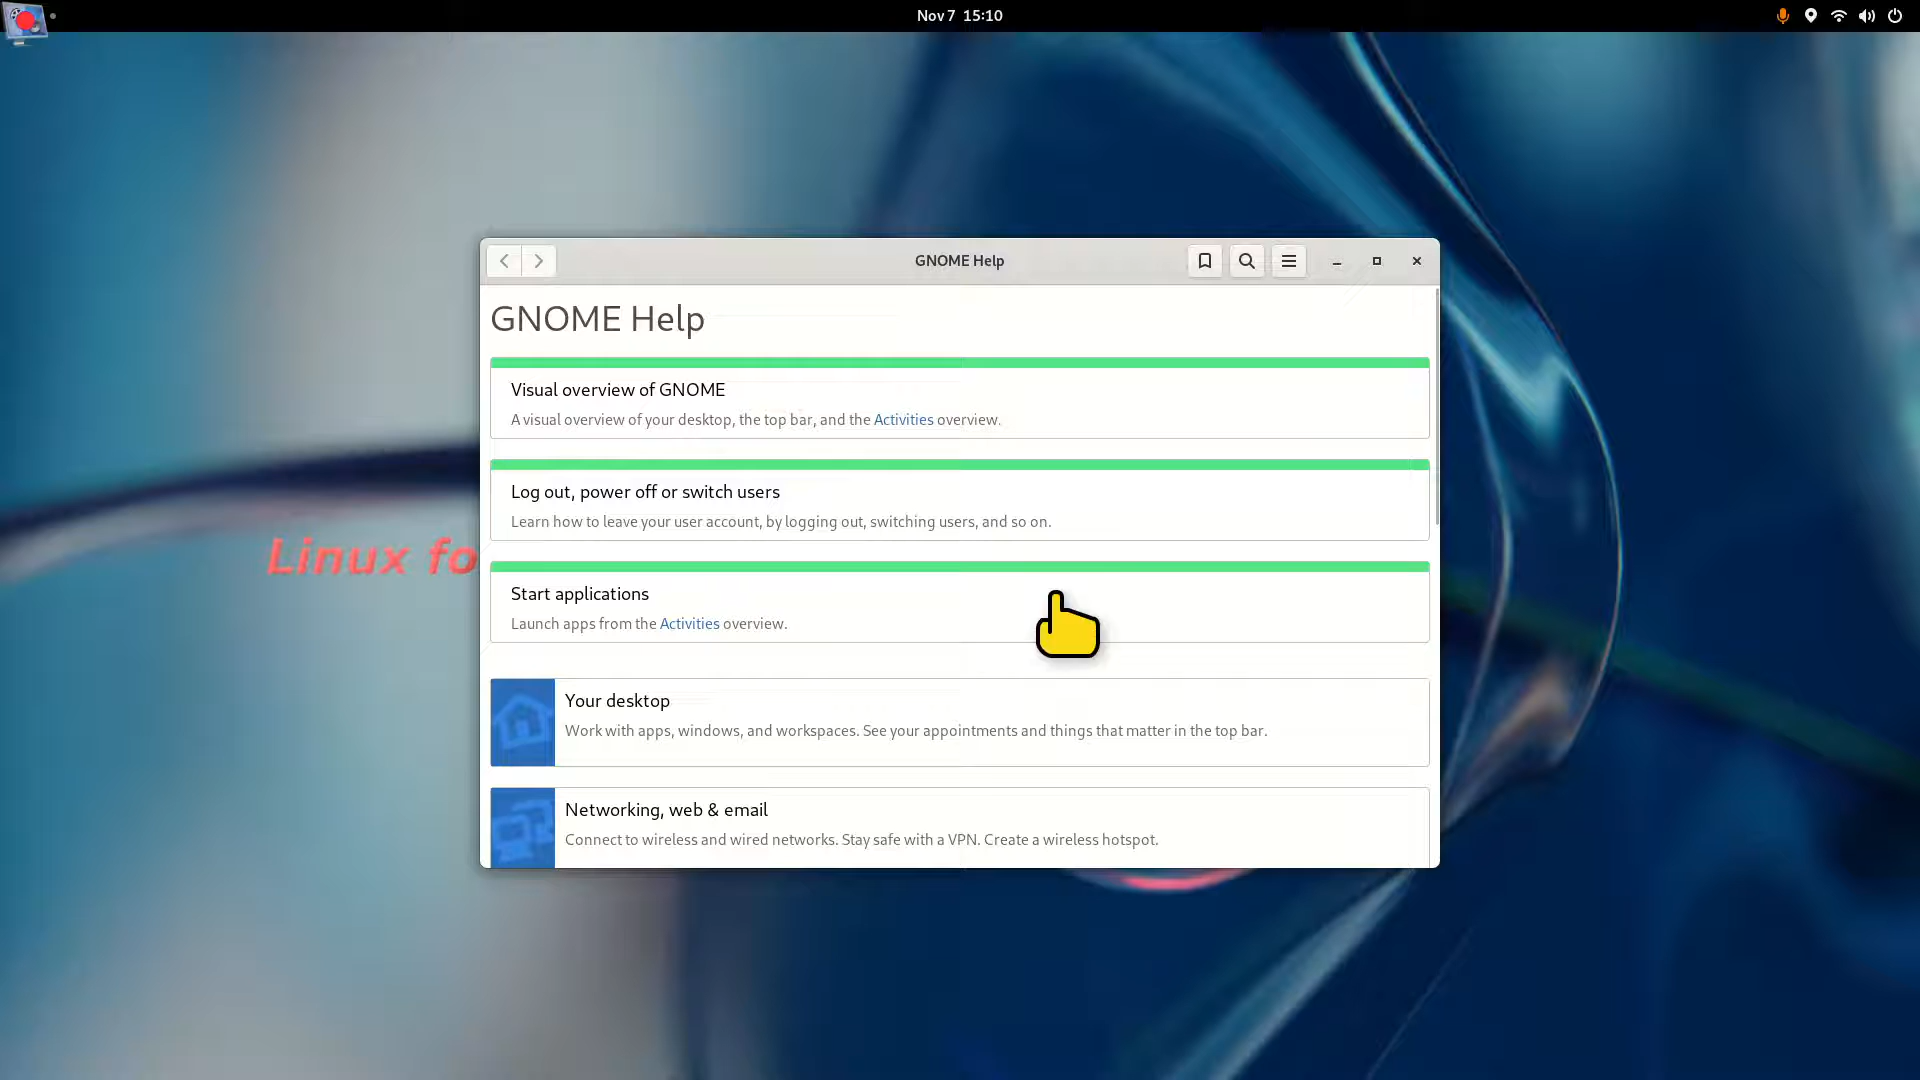 Nov 7 15:10
GNOME Help
GNOME Help
Visual overview of GNOME
A visual overview of your desktop, the top bar, and the Activities overview.
Log out, power off or switch users
Learn how to leave your user account, by logging out, switching users, and so on.
Linux fo
Start applications
Launch apps from the Activities overview.
Your desktop
Work with apps, windows, and workspaces. See your appointments and things that matter in the top bar.
Networking, web & email
Connect to wireless and wired networks. Stay safe with a VPN. Create a wireless hotspot.